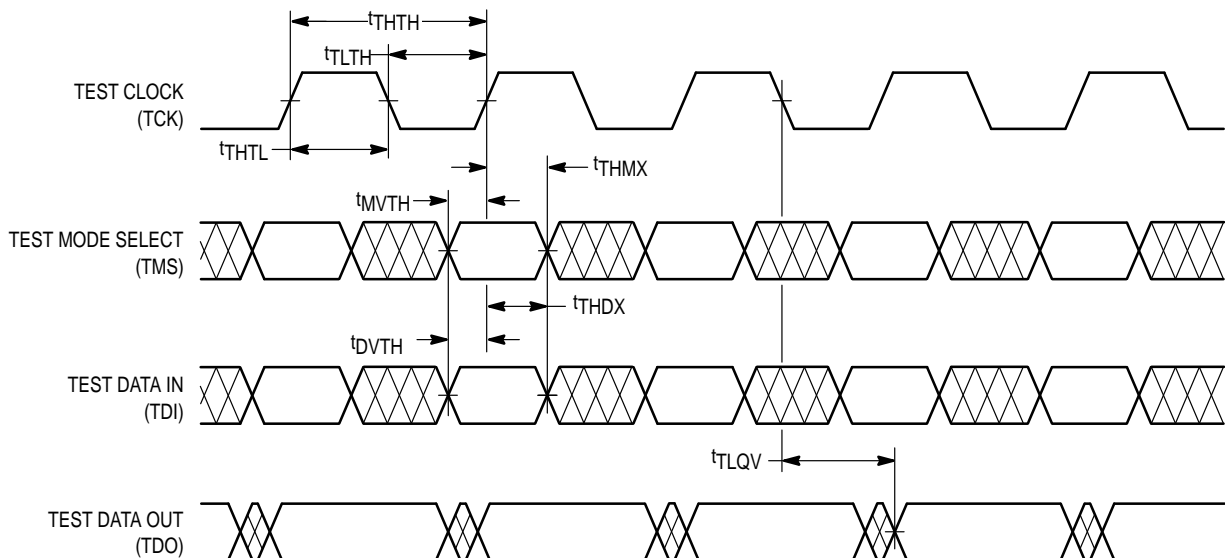 tTHTH
tTLTH
TEST CLOCK
(TCK)
tTHTL
tTHMX
tMVTH
TEST MODE SELECT
(TMS)
tTHDX
tDVTH
TEST DATA IN
(TDI)
tTLQV
TEST DATA OUT
(TDO)